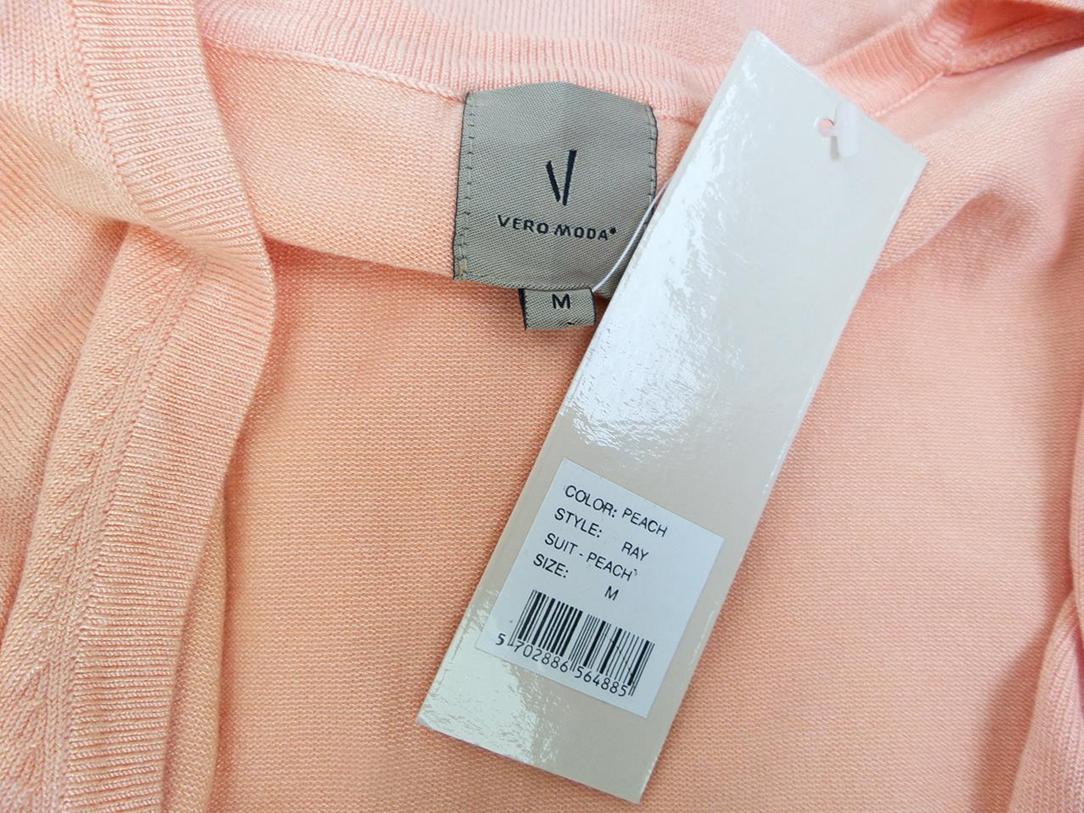 VERO MODA®
M
COLOR: PEACH
STYLE: RAY
SUIT - PEACH
SIZE: M
5 702886 564885